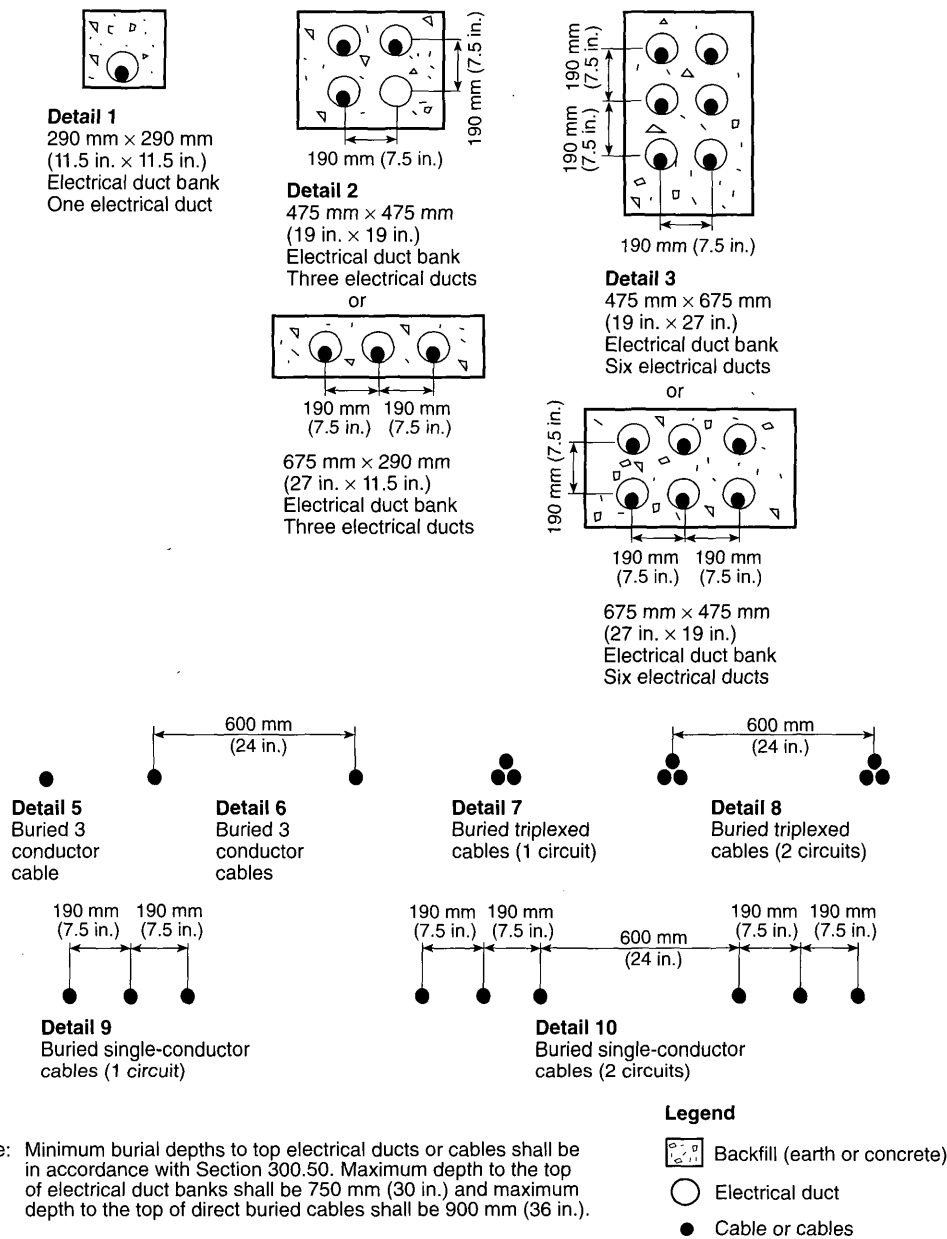 190 mm (7.5 in.)
190 mm
(7.5 in.)
190 mm
(7.5 in.)
Detail 1
290 mm × 290 mm
(11.5 in. × 11.5 in.)
Electrical duct bank
One electrical duct
190 mm (7.5 in.)
Detail 2
475 mm × 475 mm
(19 in. × 19 in.)
Electrical duct bank
Three electrical ducts
or
190 mm
(7.5 in.)
190 mm
(7.5 in.)
675 mm × 290 mm
(27 in. × 11.5 in.)
Electrical duct bank
Three electrical ducts
190 mm (7.5 in.)
Detail 3
475 mm × 675 mm
(19 in. × 27 in.)
Electrical duct bank
Six electrical ducts
or
190 mm (7.5 in.)
190 mm
(7.5 in.)
190 mm
(7.5 in.)
675 mm × 475 mm
(27 in. × 19 in.)
Electrical duct bank
Six electrical ducts
600 mm
(24 in.)
600 mm
(24 in.)
Detail 5
Buried 3
conductor
cable
Detail 6
Buried 3
conductor
cables
Detail 7
Buried triplexed
cables (1 circuit)
Detail 8
Buried triplexed
cables (2 circuits)
190 mm
(7.5 in.)
190 mm
(7.5 in.)
190 mm
(7.5 in.)
190 mm
(7.5 in.)
600 mm
(24 in.)
190 mm
(7.5 in.)
190 mm
(7.5 in.)
Detail 9
Buried single-conductor
cables (1 circuit)
Detail 10
Buried single-conductor
cables (2 circuits)
e: Minimum burial depths to top electrical ducts or cables shall be
in accordance with Section 300.50. Maximum depth to the top
of electrical duct banks shall be 750 mm (30 in.) and maximum
depth to the top of direct buried cables shall be 900 mm (36 in.).
Legend
Backfill (earth or concrete)
Electrical duct
Cable or cables